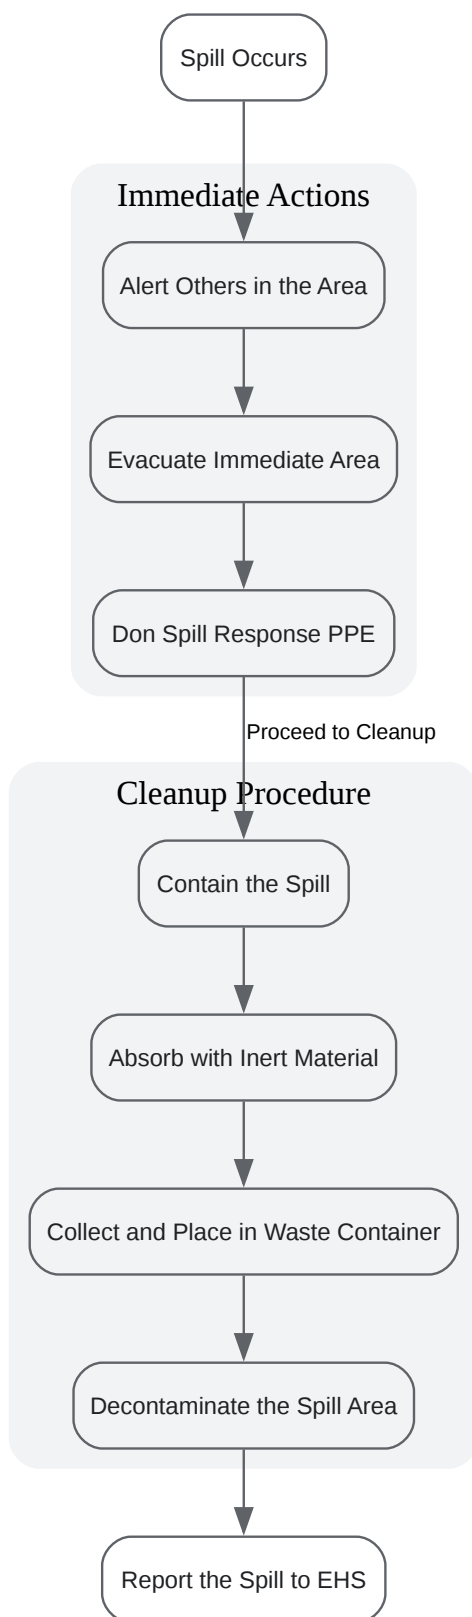 Spill Occurs
Immediate Actions
Alert Others in the Area
Evacuate Immediate Area
Don Spill Response PPE
Proceed to Cleanup
Cleanup Procedure
Contain the Spill
Absorb with Inert Material
Collect and Place in Waste Container
Decontaminate the Spill Area
Report the Spill to EHS